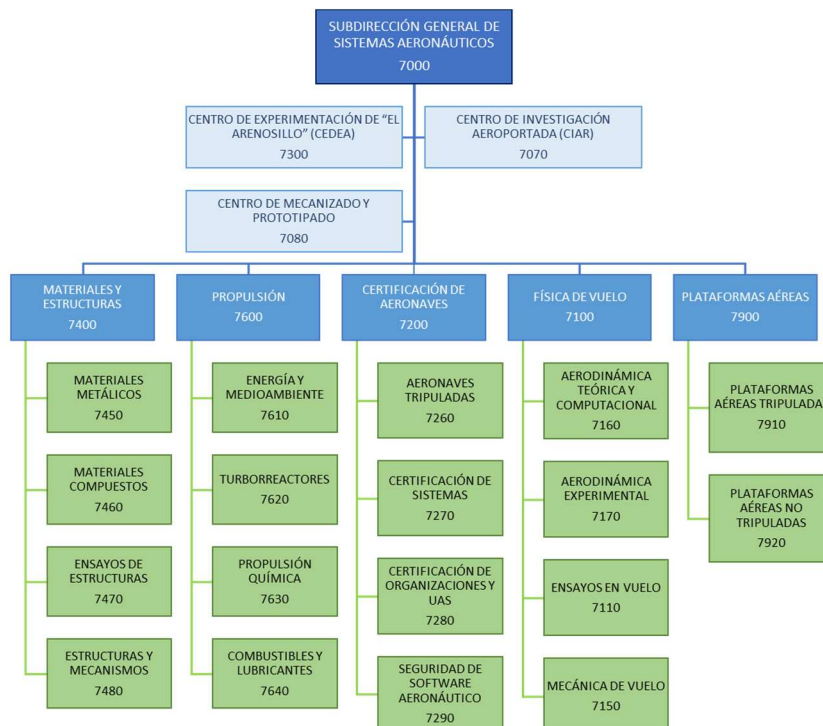 SUBDIRECCIÓN GENERAL DE
SISTEMAS AERONÁUTICOS
7000
CENTRO DE EXPERIMENTACIÓN DE “EL
ARENOSILLO” (CEDEA)
7300
CENTRO DE INVESTIGACIÓN
AEROPORTADA (CIAR)
7070
CENTRO DE MECANIZADO Y
PROTOTIPADO
7080
MATERIALES Y
ESTRUCTURAS
7400
PROPULSIÓN
7600
CERTIFICACIÓN DE
AERONAVES
7200
FÍSICA DE VUELO
7100
PLATAFORMAS AÉREAS
7900
MATERIALES
METÁLICOS
7450
MATERIALES
COMPUESTOS
7460
ENSAYOS DE
ESTRUCTURAS
7470
ESTRUCTURAS Y
MECANISMOS
7480
ENERGÍA Y
MEDIOAMBIENTE
7610
TURBORREACTORES
7620
PROPULSIÓN
QUÍMICA
7630
COMBUSTIBLES Y
LUBRICANTES
7640
AERONAVES
TRIPULADAS
7260
CERTIFICACIÓN DE
SISTEMAS
7270
CERTIFICACIÓN DE
ORGANIZACIONES Y
UAS
7280
SEGURIDAD DE
SOFTWARE
AERONÁUTICO
7290
AERODINÁMICA
TEÓRICA Y
COMPUTACIONAL
7160
AERODINÁMICA
EXPERIMENTAL
7170
ENSAYOS EN VUELO
7110
MECÁNICA DE VUELO
7150
PLATAFORMAS
AÉREAS TRIPULADA
7910
PLATAFORMAS
AÉREAS NO
TRIPULADAS
7920